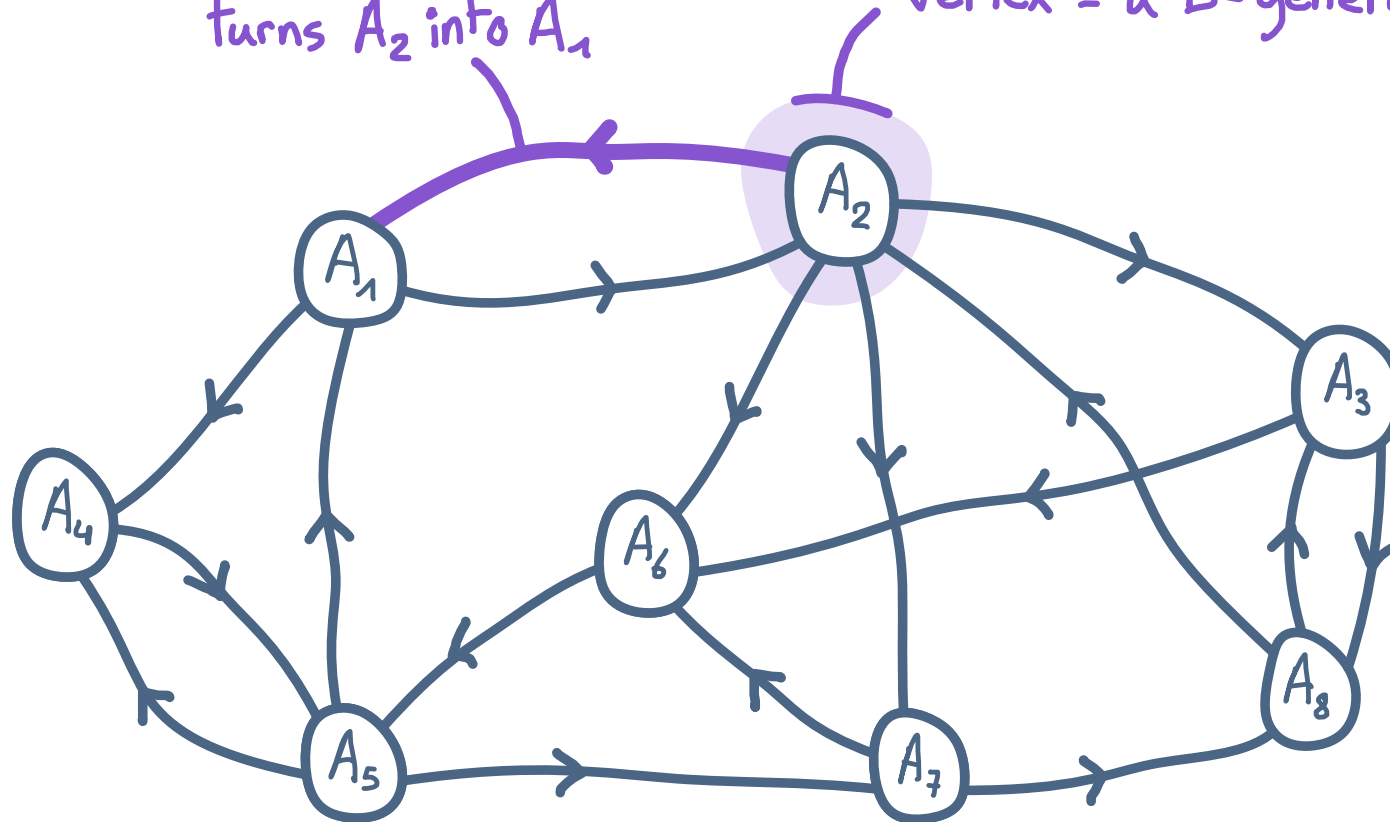 turns A₂ into A₁
vertex = a
A₂
A₁
A₃
A₄
A₆
A₈
A₅
A₇